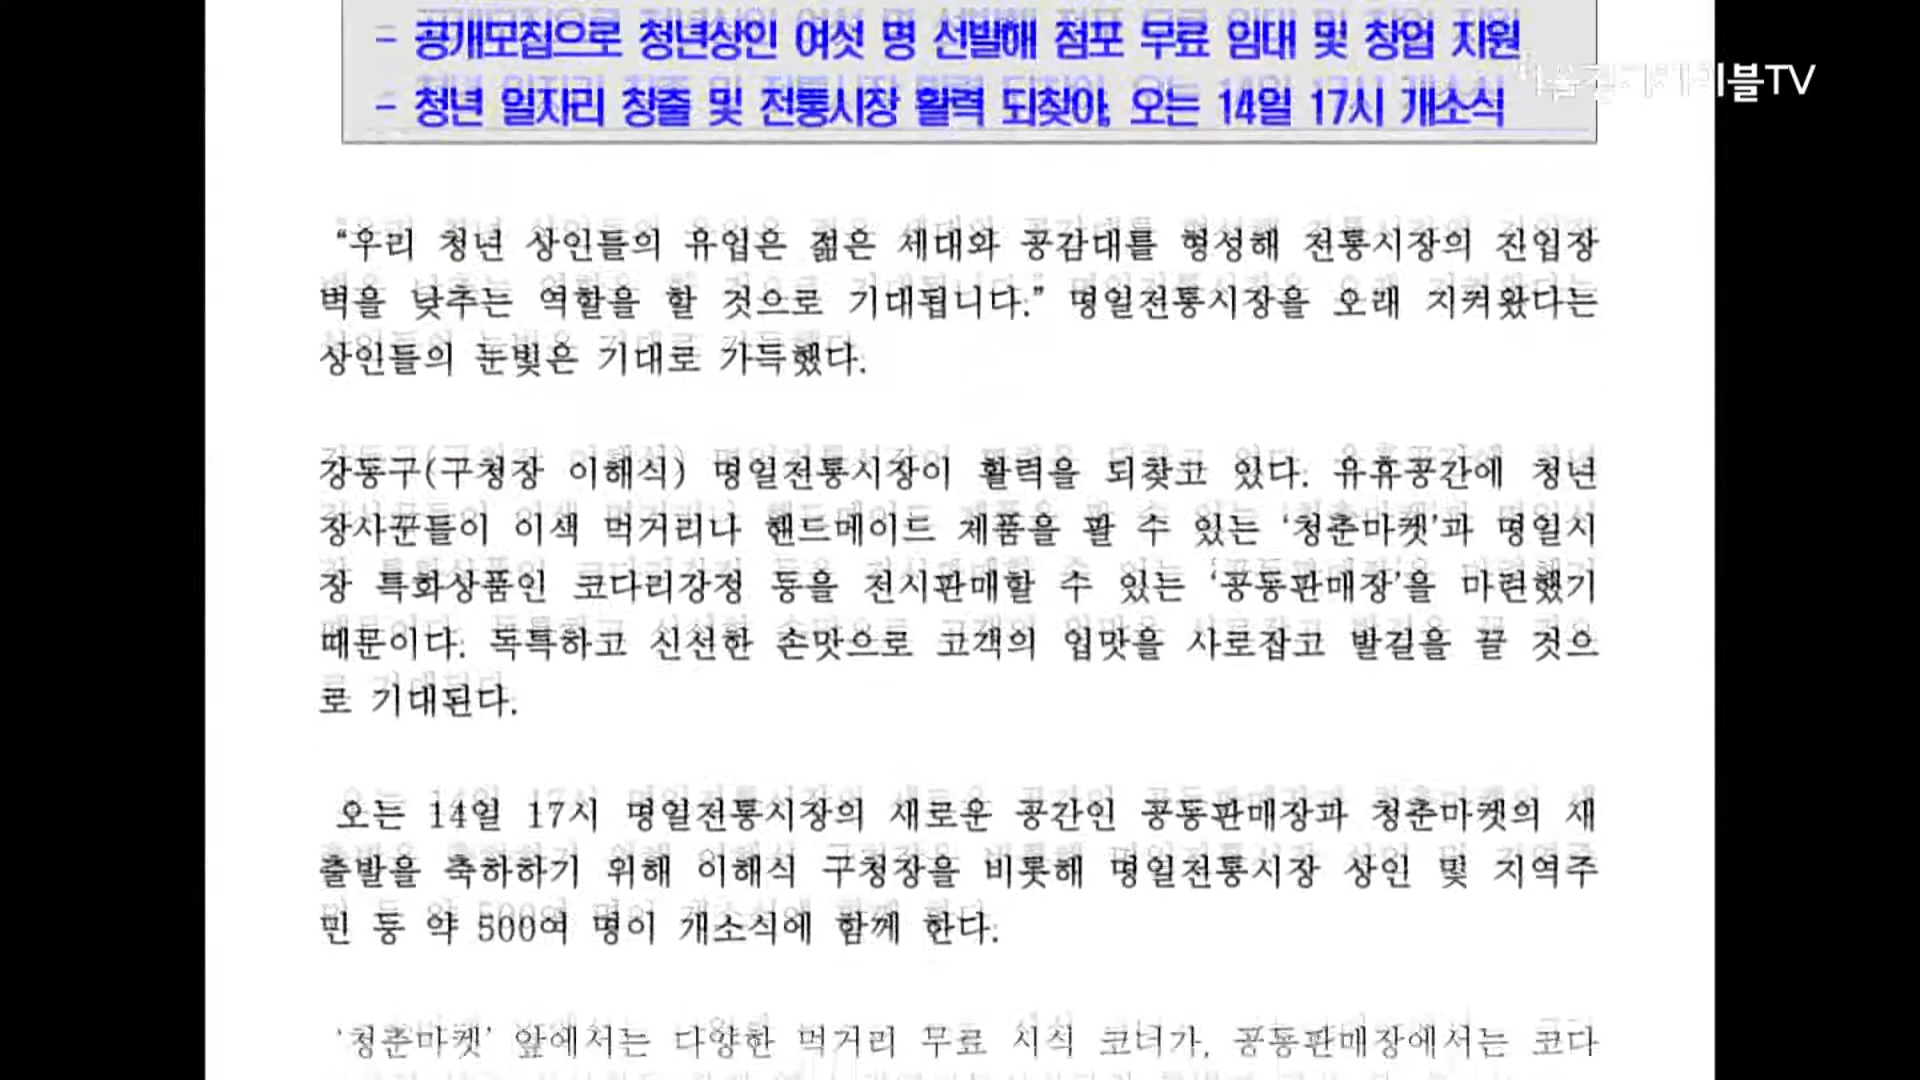 - 공개모집으로 청년상인 여섯 명 선발해 점포 무료 임대 및 창업 지원
- 청년 일자리 창출 및 전통시장 활력 되찾아, 오는 14일 17시 개소식
케이블TV
“우리 청년 상인들의 유입은 젊은 세대와 공감대를 형성해 전통시장의 진입장
벽을 낮추는 역할을 할 것으로 기대됩니다.” 명일전통시장을 오래 지켜왔다는
상인들의 눈빛은 기대로 가득했다.
강동구(구청장 이해식) 명일전통시장이 활력을 되찾고 있다. 유휴공간에 청년
장사꾼들이 이색 먹거리나 핸드메이드 제품을 팔 수 있는 ‘청춘마켓’과 명일시
장 특화상품인 코다리강정 등을 전시판매할 수 있는 ‘공동판매장’을 마련했기
때문이다. 독특하고 신선한 손맛으로 고객의 입맛을 사로잡고 발길을 끌 것으
로 기대된다.
오는 14일 17시 명일전통시장의 새로운 공간인 공동판매장과 청춘마켓의 새
출발을 축하하기 위해 이해식 구청장을 비롯해 명일전통시장 상인 및 지역주
민 등 약 500여 명이 개소식에 함께 한다.
‘청춘마켓’ 앞에서는 다양한 먹거리 무료 시식 코너가, 공동판매장에서는 코다